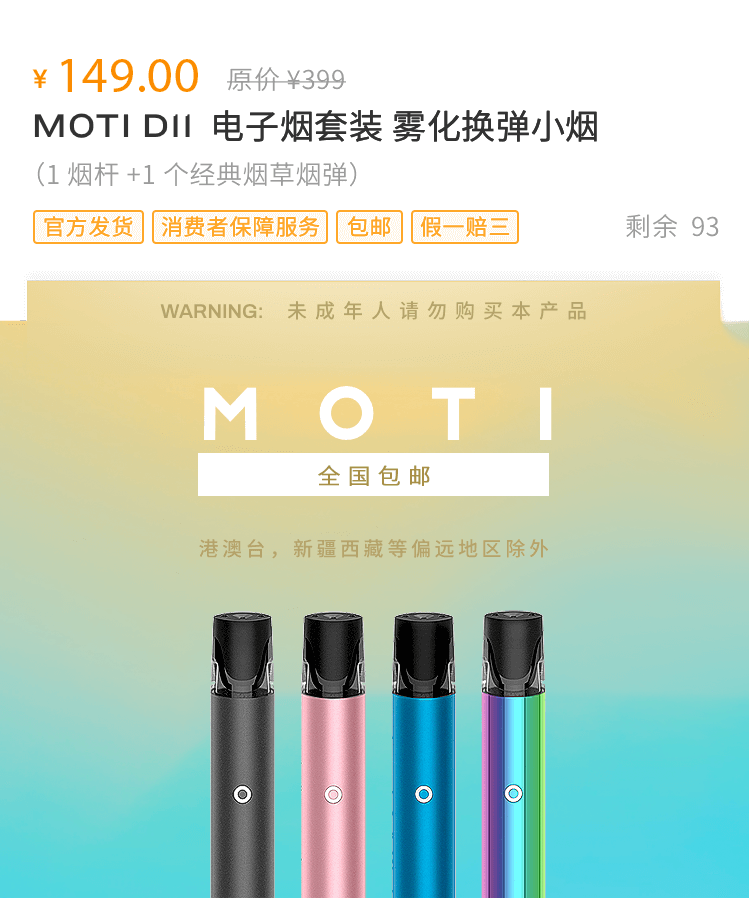 ¥ 149.00 原价 ¥399
MOTI D11 电子烟套装 雾化换弹小烟
（1 烟杆 +1 个经典烟草烟弹）
官方发货 消费者保障服务 包邮 假一赔三 剩余 93
WARNING: 未成年人请勿购买本产品
MOTI
全国包邮
港澳台，新疆西藏等偏远地区除外